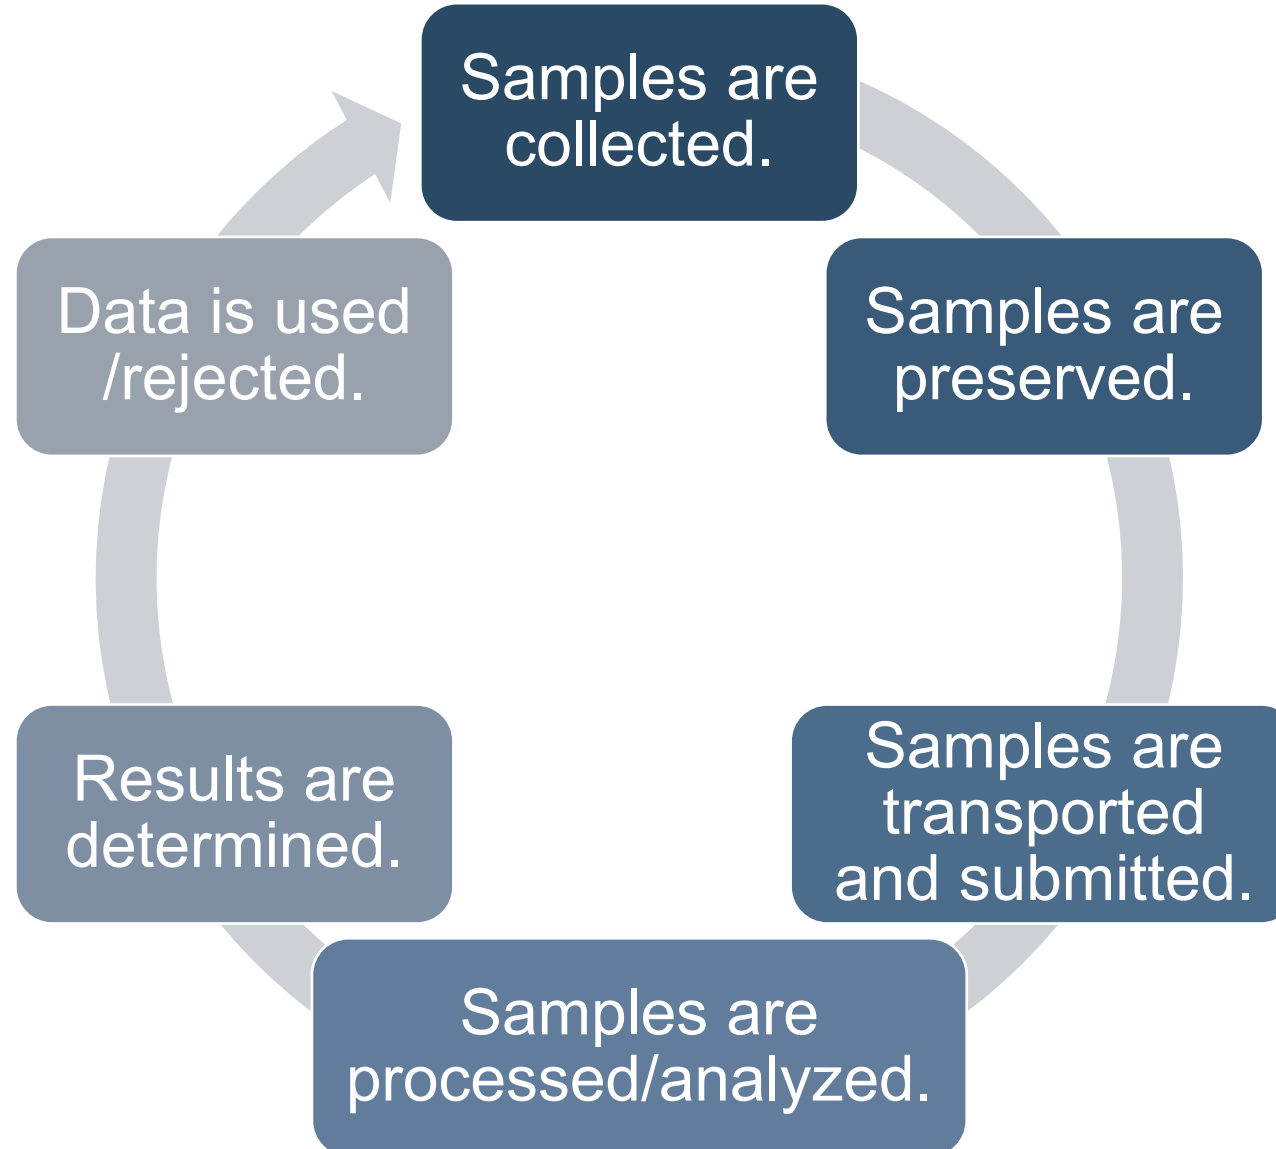 Samples are
collected.
Samples are
preserved.
Samples are
transported
and submitted.
Samples are
processed/analyzed.
Results are
determined.
Data is used
/rejected.